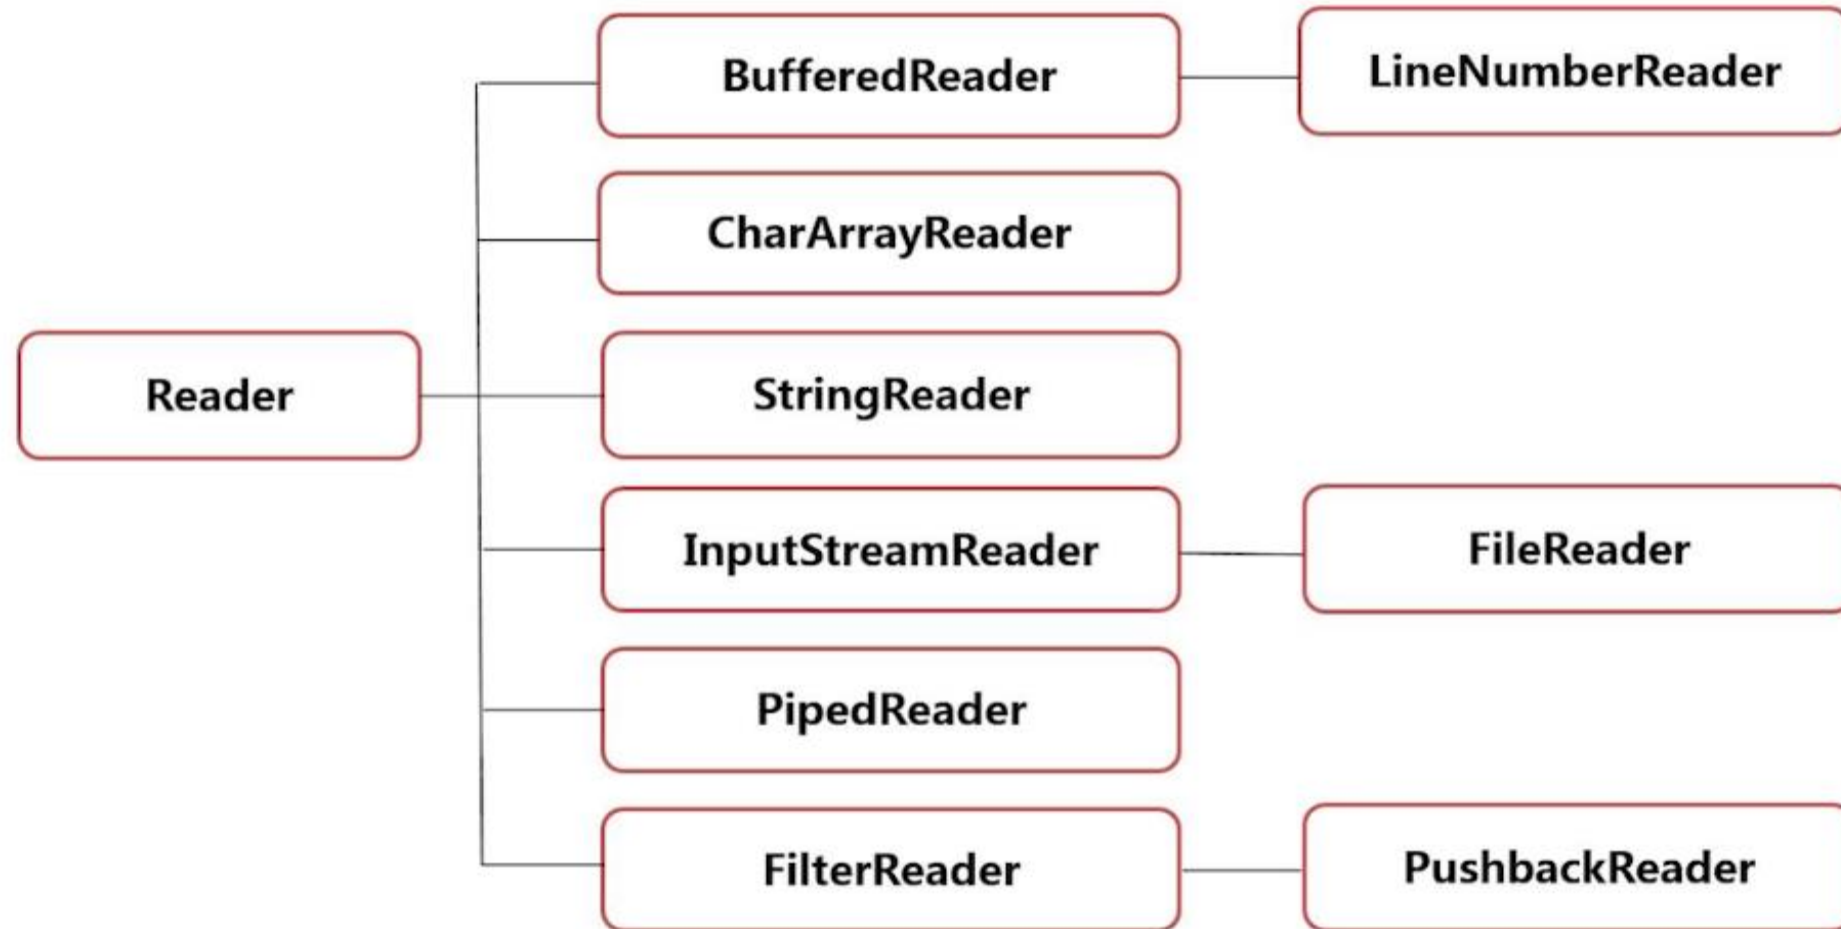 BufferedReader
LineNumberReader
CharArrayReader
Reader
StringReader
InputStreamReader
FileReader
PipedReader
FilterReader
PushbackReader